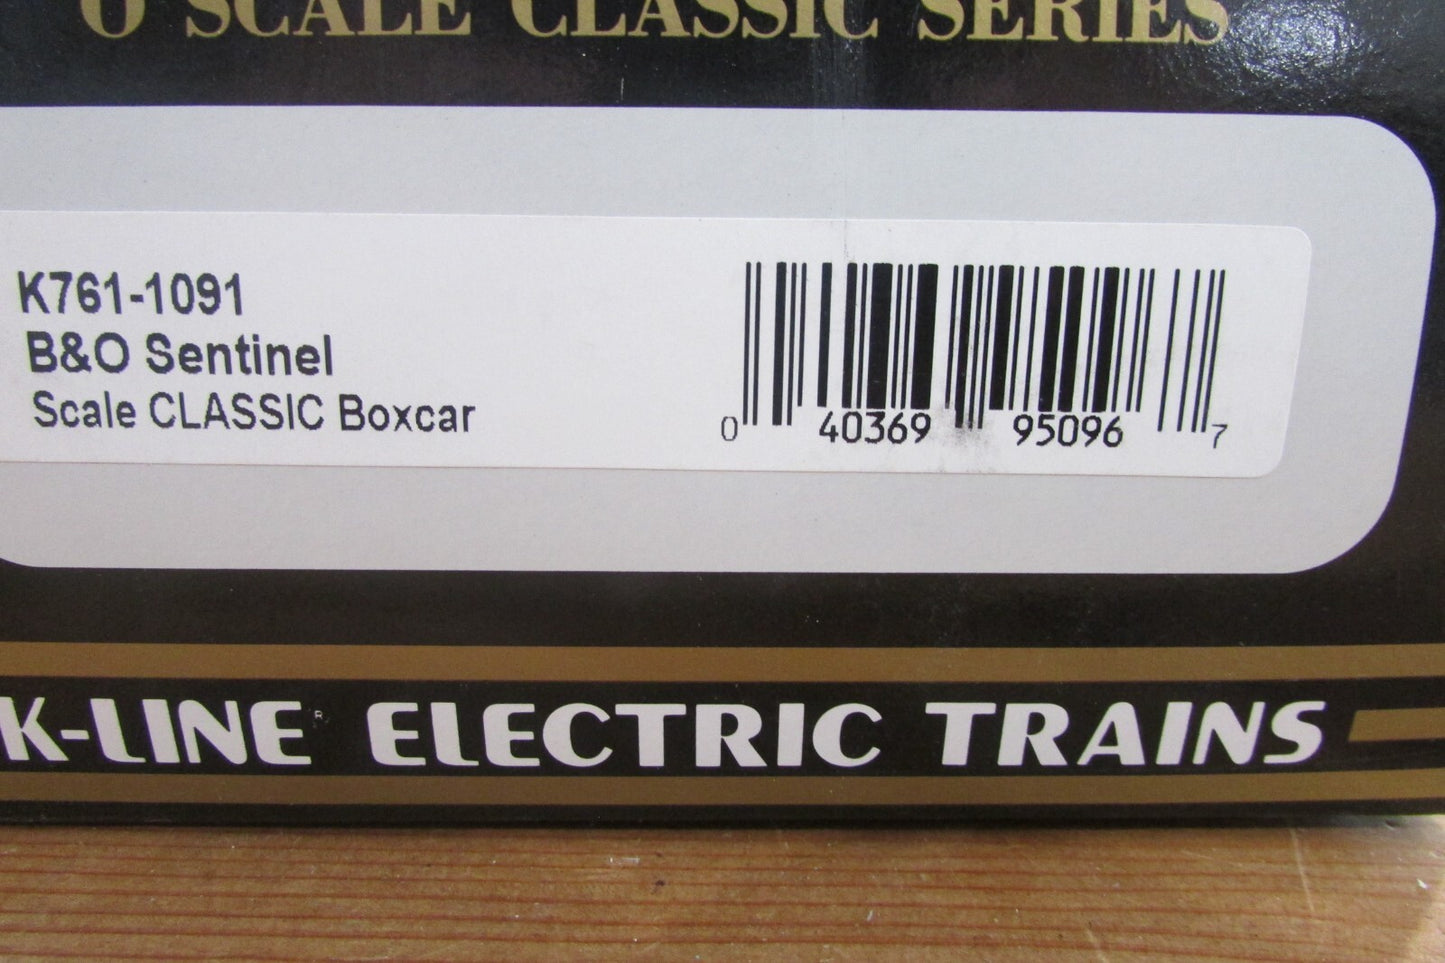 O SCALE CLASSIC SERIES
K761-1091
B&O Sentinel
Scale CLASSIC Boxcar
0 40369 95096 7
K-LINE® ELECTRIC TRAINS